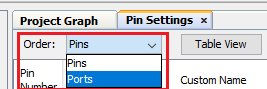 Project Graph Pin Settings ×
Order: Pins Table View
Pins
Ports
Pin
Number
Custom Name